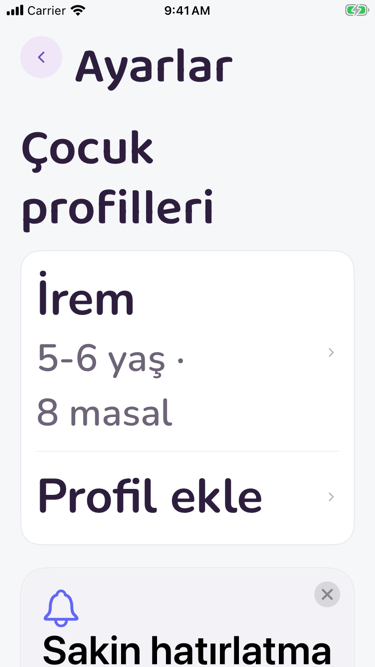 Carrier 9:41 AM
Ayarlar
Çocuk
profilleri
İrem
5-6 yaş ·
8 masal
Profil ekle
Sakin hatırlatma